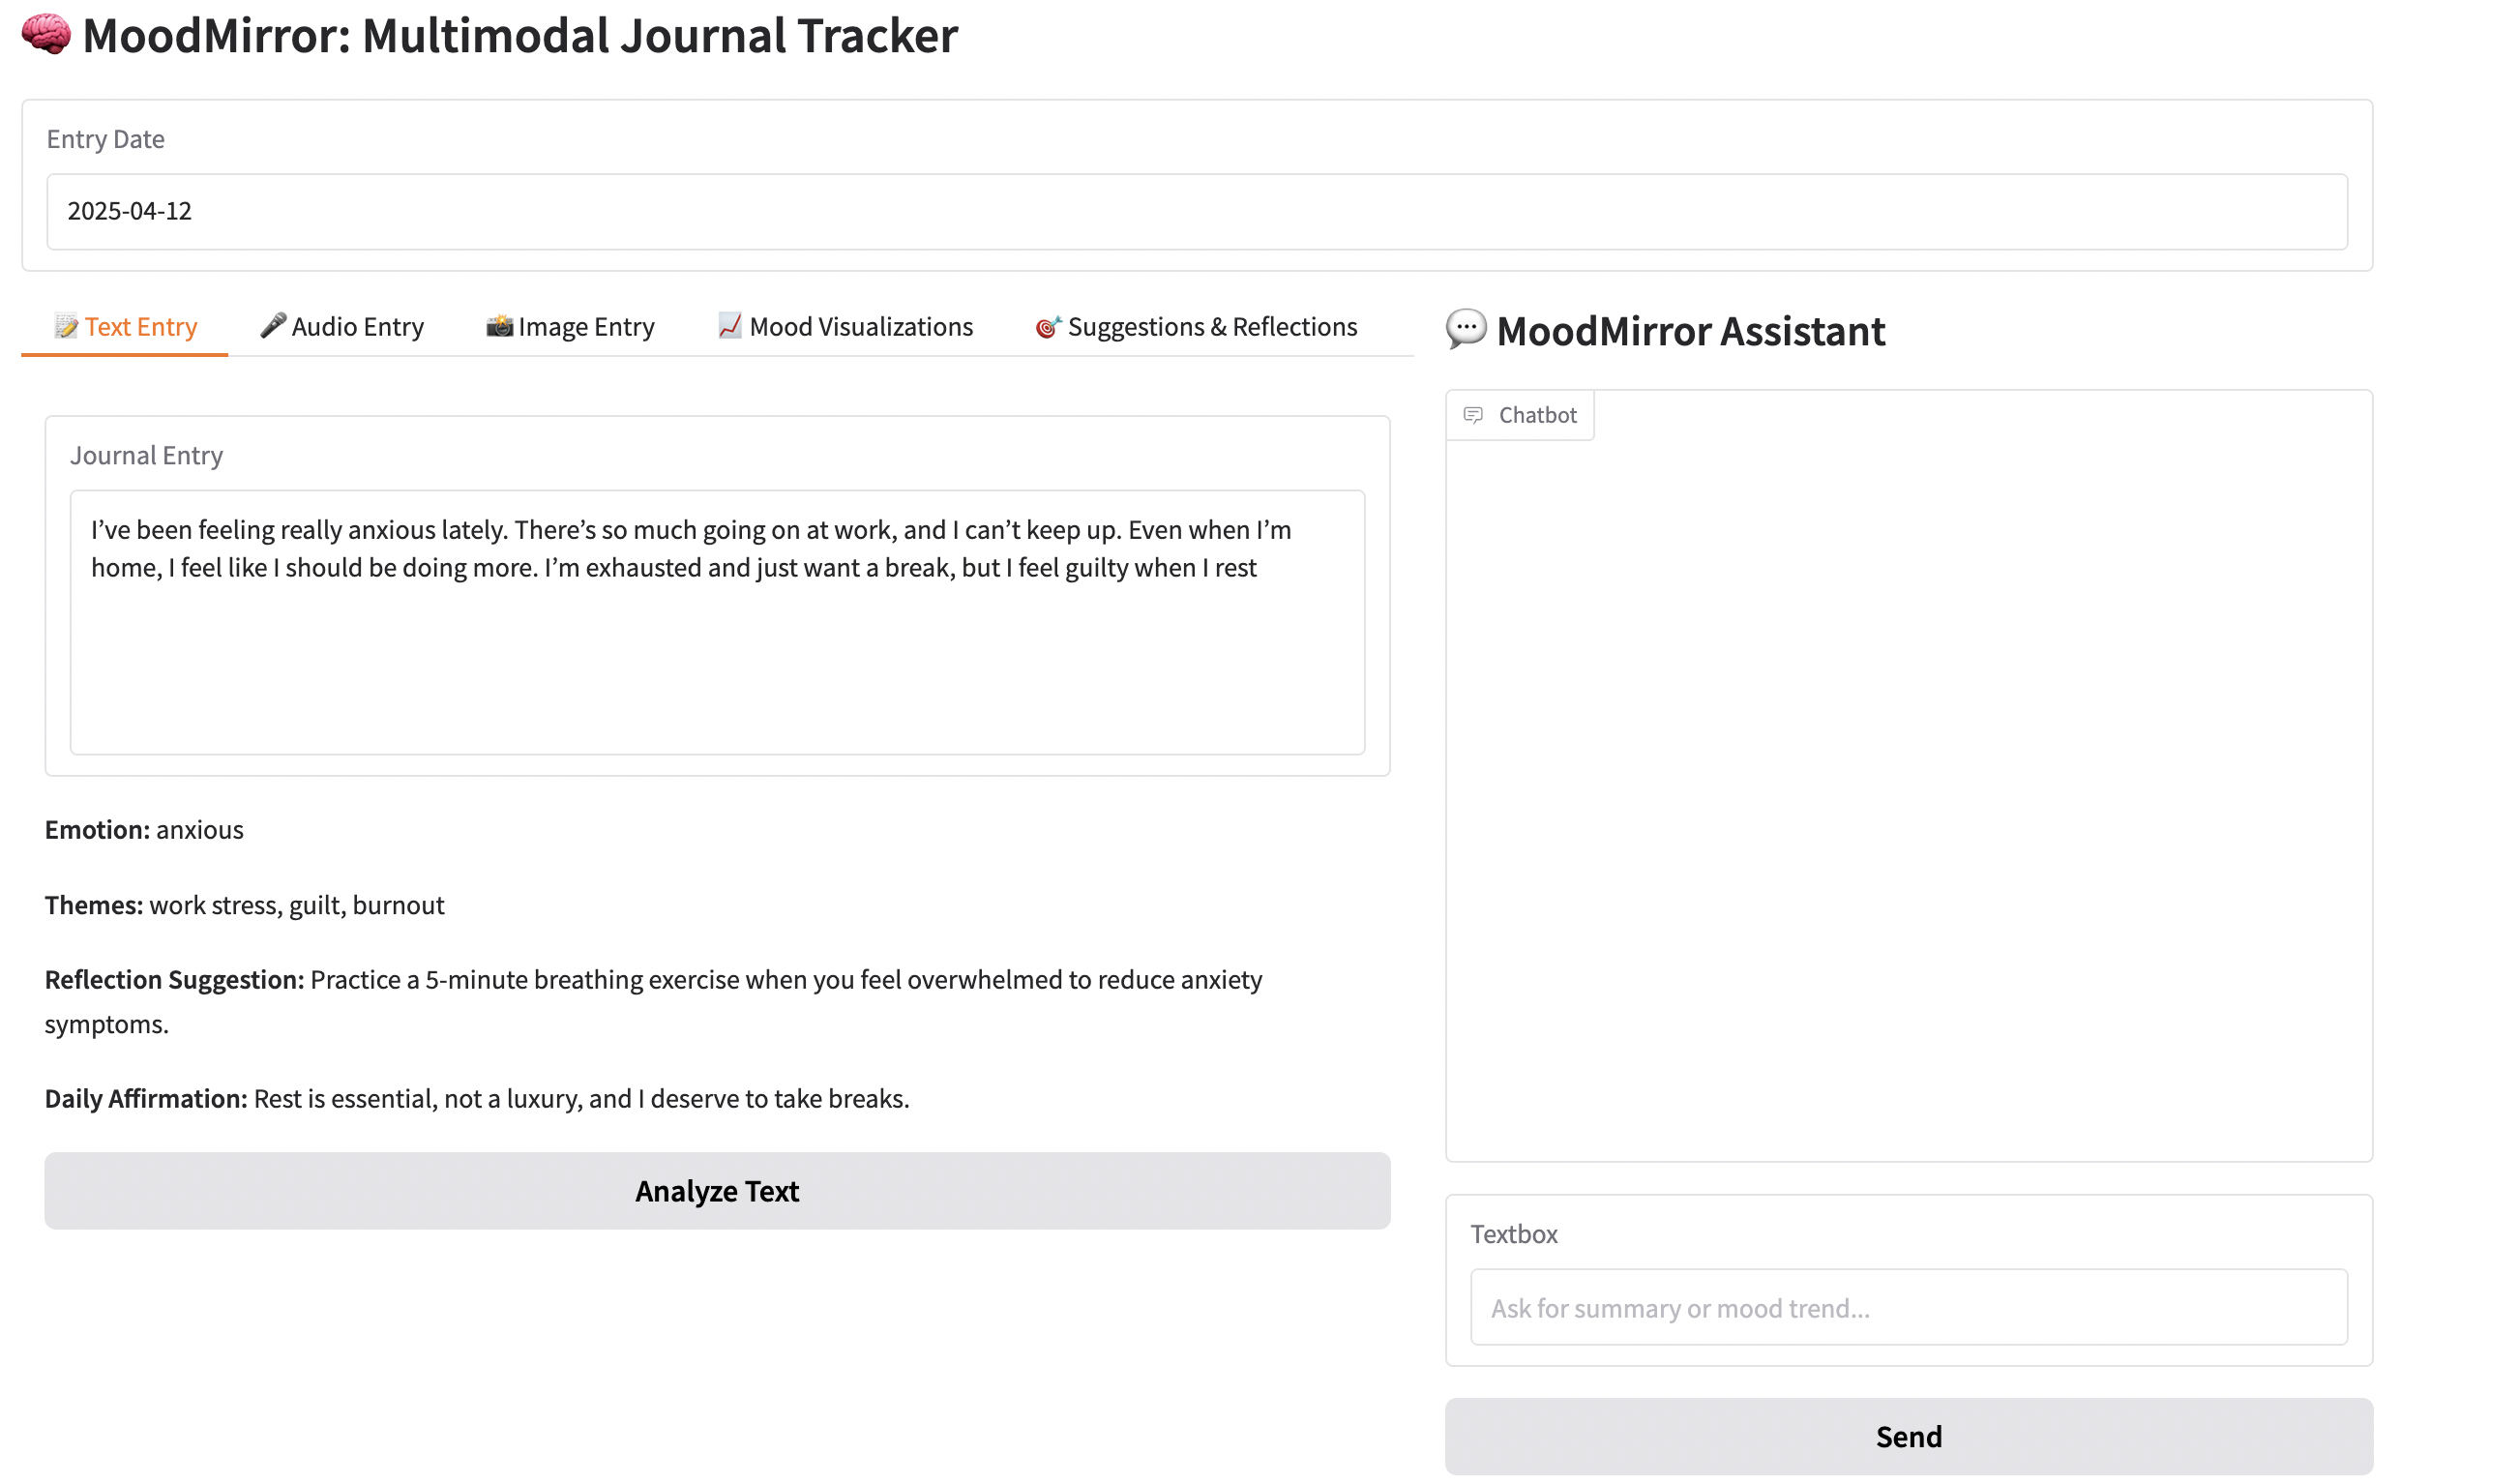 🧠 MoodMirror: Multimodal Journal Tracker
Entry Date
2025-04-12
📝 Text Entry
🎤 Audio Entry
📸 Image Entry
📈 Mood Visualizations
🎯 Suggestions & Reflections
Journal Entry
I’ve been feeling really anxious lately. There’s so much going on at work, and I can’t keep up. Even when I’m
home, I feel like I should be doing more. I’m exhausted and just want a break, but I feel guilty when I rest
Emotion: anxious
Themes: work stress, guilt, burnout
Reflection Suggestion: Practice a 5-minute breathing exercise when you feel overwhelmed to reduce anxiety
symptoms.
Daily Affirmation: Rest is essential, not a luxury, and I deserve to take breaks.
Analyze Text
💬 MoodMirror Assistant
Chatbot
Textbox
Ask for summary or mood trend...
Send